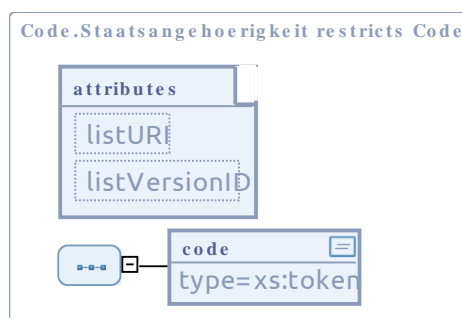 Code.Staatsangehoerigkeit restricts Code
attributes
listURI
listVersionID
code
type=xs:token